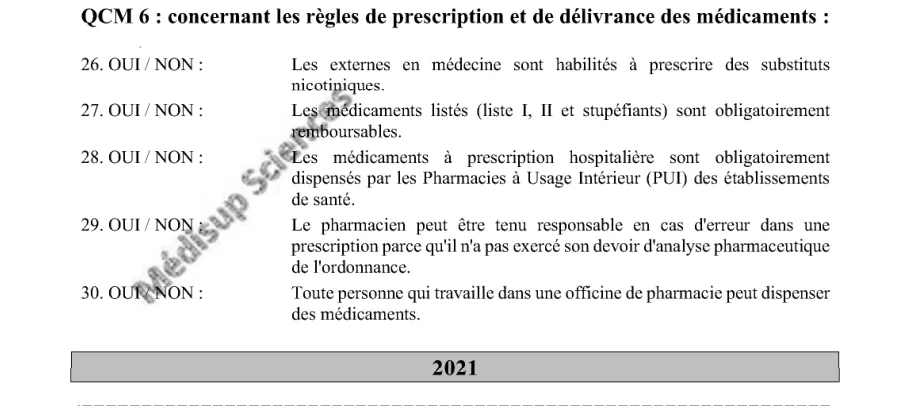 QCM 6 : concernant les règles de prescription et de délivrance des médicaments :
26. OUI / NON : Les externes en médecine sont habilités à prescrire des substituts
nicotiniques.
27. OUI / NON : Les médicaments listés (liste I, II et stupéfiants) sont obligatoirement
remboursables.
28. OUI / NON : Les médicaments à prescription hospitalière sont obligatoirement
dispensés par les Pharmacies à Usage Intérieur (PUI) des établissements
de santé.
29. OUI / NON : Le pharmacien peut être tenu responsable en cas d'erreur dans une
prescription parce qu'il n'a pas exercé son devoir d'analyse pharmaceutique
de l'ordonnance.
30. OUI / NON : Toute personne qui travaille dans une officine de pharmacie peut dispenser
des médicaments.
Médisup Sciences
2021